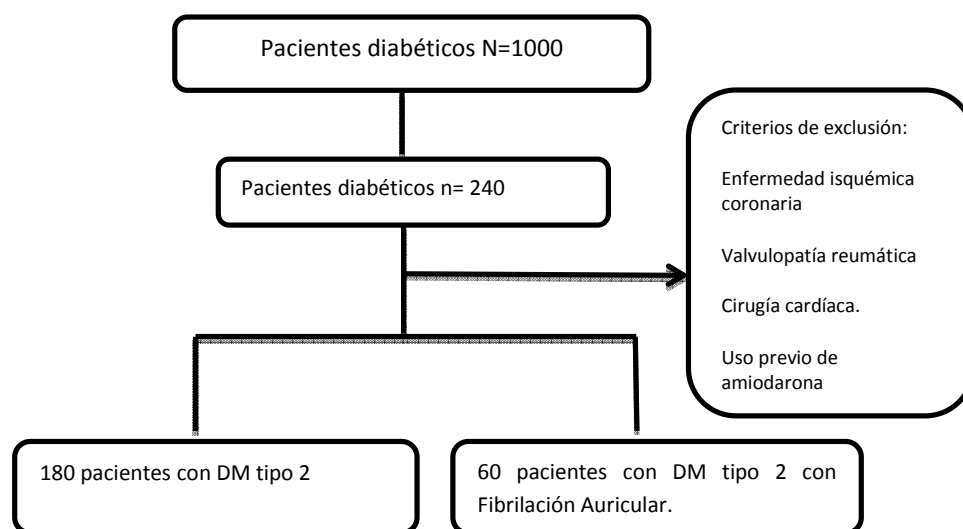 Pacientes diabéticos N=1000
Criterios de exclusión:
Enfermedad isquémica
coronaria
Valvulopatía reumática
Cirugía cardíaca.
Uso previo de
amiodarona
Pacientes diabéticos n= 240
180 pacientes con DM tipo 2
60 pacientes con DM tipo 2 con
Fibrilación Auricular.